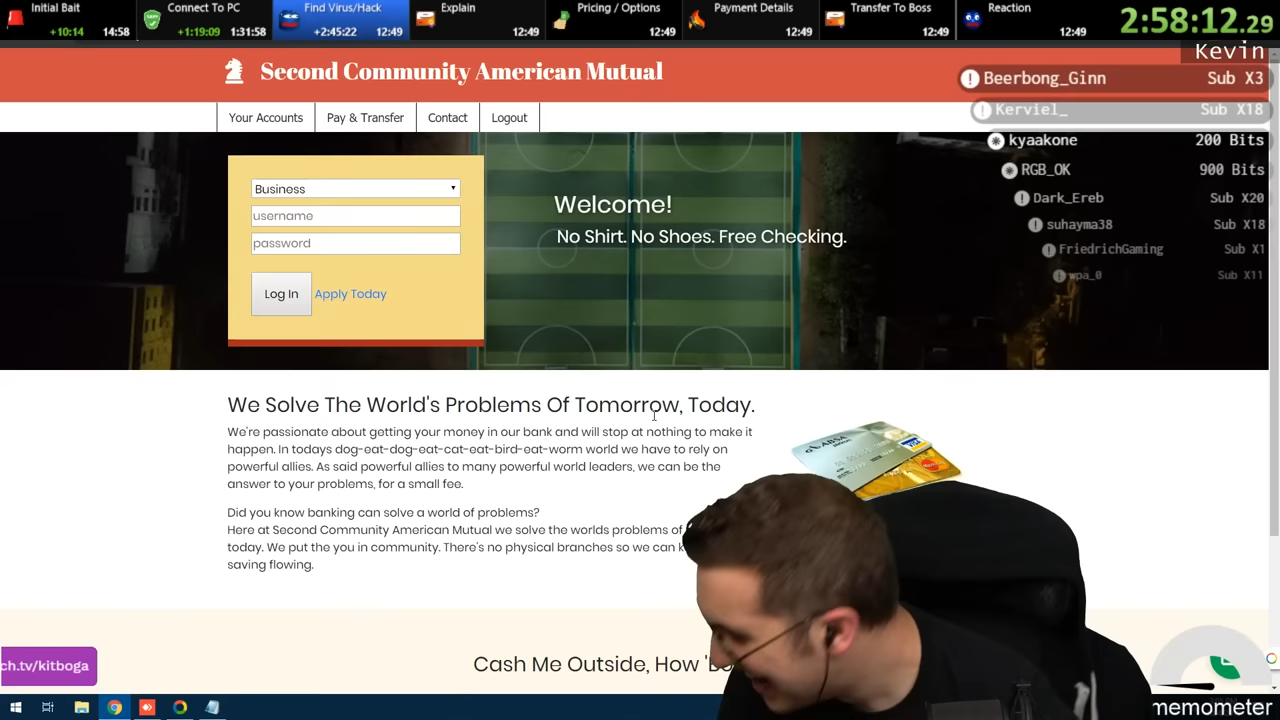 Initial Bait
+10:14 14:58
Connect To PC
+1:19:09 1:31:58
Find Virus/Hack
+2:45:22 12:49
Explain
12:49
Pricing / Options
12:49
Payment Details
12:49
Transfer To Boss
12:49
Reaction
12:49
2:58:12.29
Kevin
Second Community American Mutual
Beerbong_Ginn Sub X3
Kerviel_ Sub X18
kyaakone 200 Bits
RGB_OK 900 Bits
Dark_Ereb Sub X20
suhayma38 Sub X18
FriedrichGaming Sub X1
wpa_0 Sub X11
Your Accounts
Pay & Transfer
Contact
Logout
Business
username
password
Log In
Apply Today
Welcome!
No Shirt. No Shoes. Free Checking.
We Solve The World's Problems Of Tomorrow, Today.
We're passionate about getting your money in our bank and will stop at nothing to make it
happen. In todays dog-eat-dog-eat-cat-eat-bird-eat-worm world we have to rely on
powerful allies. As said powerful allies to many powerful world leaders, we can be the
answer to your problems, for a small fee.
Did you know banking can solve a world of problems?
Here at Second Community American Mutual we solve the worlds problems of
today. We put the you in community. There's no physical branches so we can
saving flowing.
ABSA
VISA
Cash Me Outside, How
ch.tv/kitboga
memometer